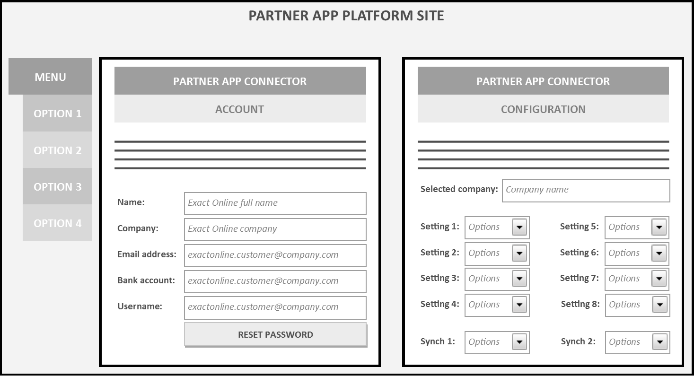 PARTNER APP PLATFORM SITE
MENU
OPTION 1
OPTION 2
OPTION 3
OPTION 4
PARTNER APP CONNECTOR
ACCOUNT
Name: Exact Online full name
Company: Exact Online company
Email address: exactonline.customer@company.com
Bank account: exactonline.customer@company.com
Username: exactonline.customer@company.com
RESET PASSWORD
PARTNER APP CONNECTOR
CONFIGURATION
Selected company: Company name
Setting 1: Options Setting 5: Options
Setting 2: Options Setting 6: Options
Setting 3: Options Setting 7: Options
Setting 4: Options Setting 8: Options
Synch 1: Options Synch 2: Options